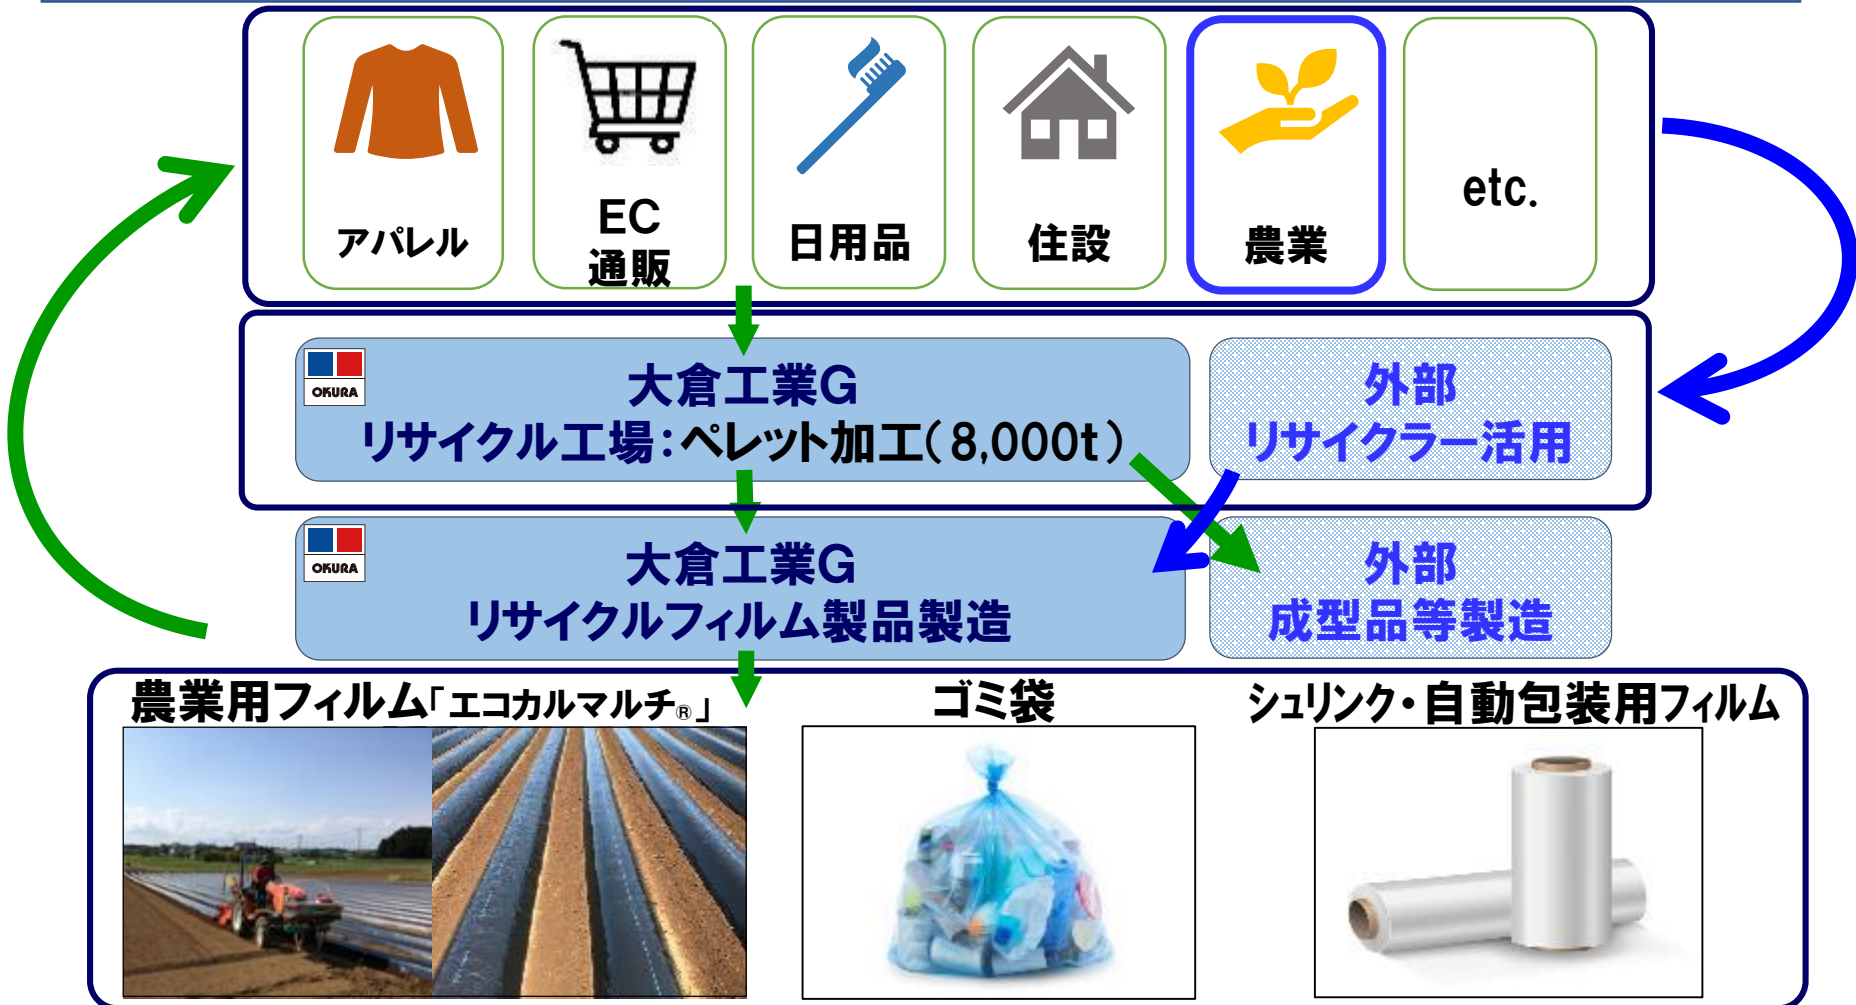 アパレル
EC
通販
日用品
住設
農業
etc.
OKURA
大倉工業G
リサイクル工場：ペレット加工（8,000t）
外部
リサイクラー活用
OKURA
大倉工業G
リサイクルフィルム製品製造
外部
成型品等製造
農業用フィルム「エコカルマルチ®」
ゴミ袋
シュリンク・自動包装用フィルム